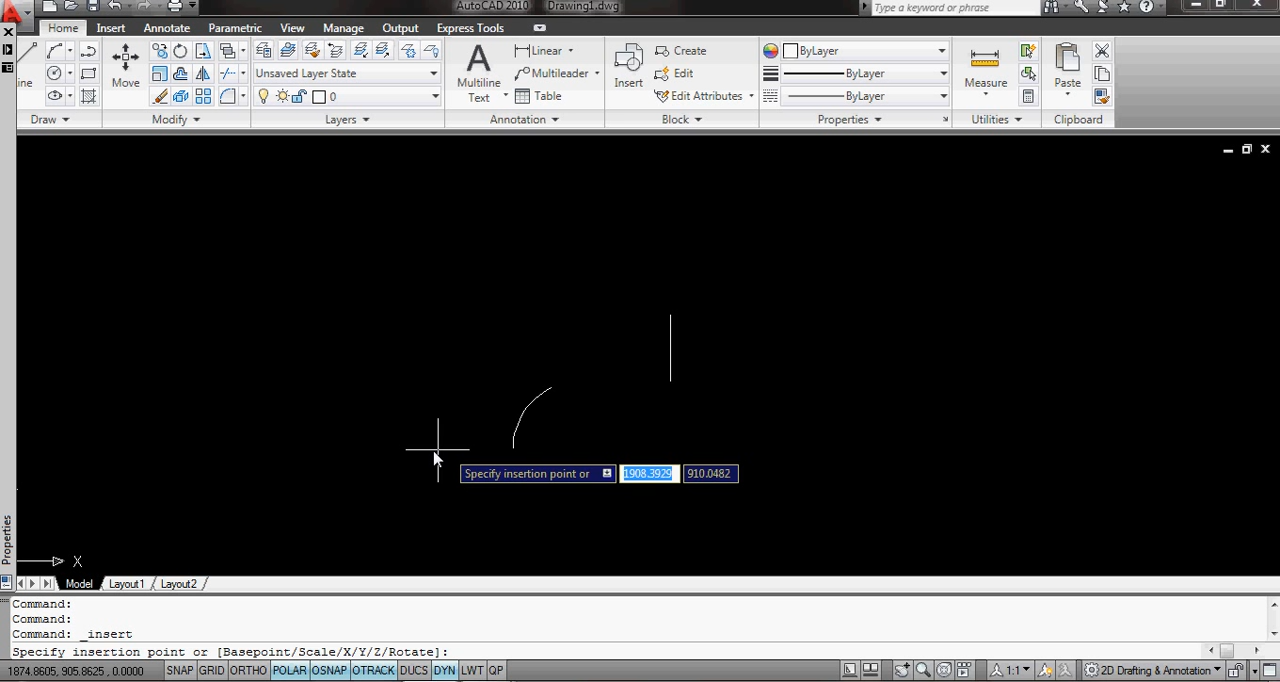 AutoCAD 2010 Drawing1.dwg Type a keyword or phrase
Home Insert Annotate Parametric View Manage Output Express Tools
Move
Unsaved Layer State
0
Multiline
Text
Linear
Multileader
Table
Insert
Create
Edit
Edit Attributes
ByLayer
ByLayer
ByLayer
Measure
Paste
Draw Modify Layers Annotation Block Properties Utilities Clipboard
Specify insertion point or 1908.3929 910.0482
Properties
X
Model Layout1 Layout2
Command:
Command:
Command: _insert
Specify insertion point or [Basepoint/Scale/X/Y/Z/Rotate]:
1874.8605, 905.8625, 0.0000 SNAP GRID ORTHO POLAR OSNAP OTRACK DUCS DYN LWT QP 1:1 2D Drafting & Annotation